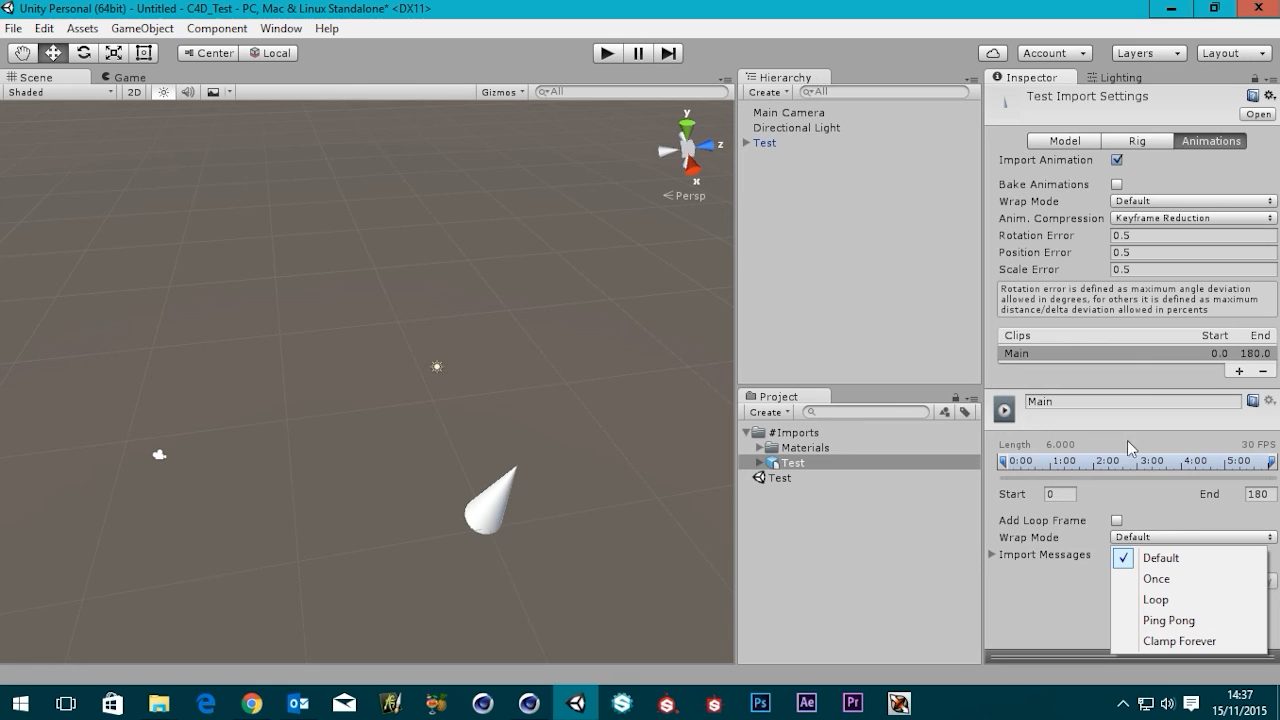 Unity Personal (64bit) - Untitled - C4D_Test - PC, Mac & Linux Standalone* <DX11>
File Edit Assets GameObject Component Window Help
Center Local Account Layers Layout
Scene Game
Shaded 2D Gizmos All
y
z
x
Persp
Hierarchy
Create All
Main Camera
Directional Light
Test
Project
Create
#Imports
Materials
Test
Test
Inspector Lighting
Test Import Settings
Open
Model Rig Animations
Import Animation
Bake Animations
Wrap Mode Default
Anim. Compression Keyframe Reduction
Rotation Error 0.5
Position Error 0.5
Scale Error 0.5
Rotation error is defined as maximum angle deviation
allowed in degrees, for others it is defined as maximum
distance/delta deviation allowed in percents
Clips Start End
Main 0.0 180.0
+ −
Main
Length 6.000 30 FPS
0:00 1:00 2:00 3:00 4:00 5:00
Start 0 End 180
Add Loop Frame
Wrap Mode Default
Import Messages
Default
Once
Loop
Ping Pong
Clamp Forever
Ps Ae Pr
14:37
15/11/2015